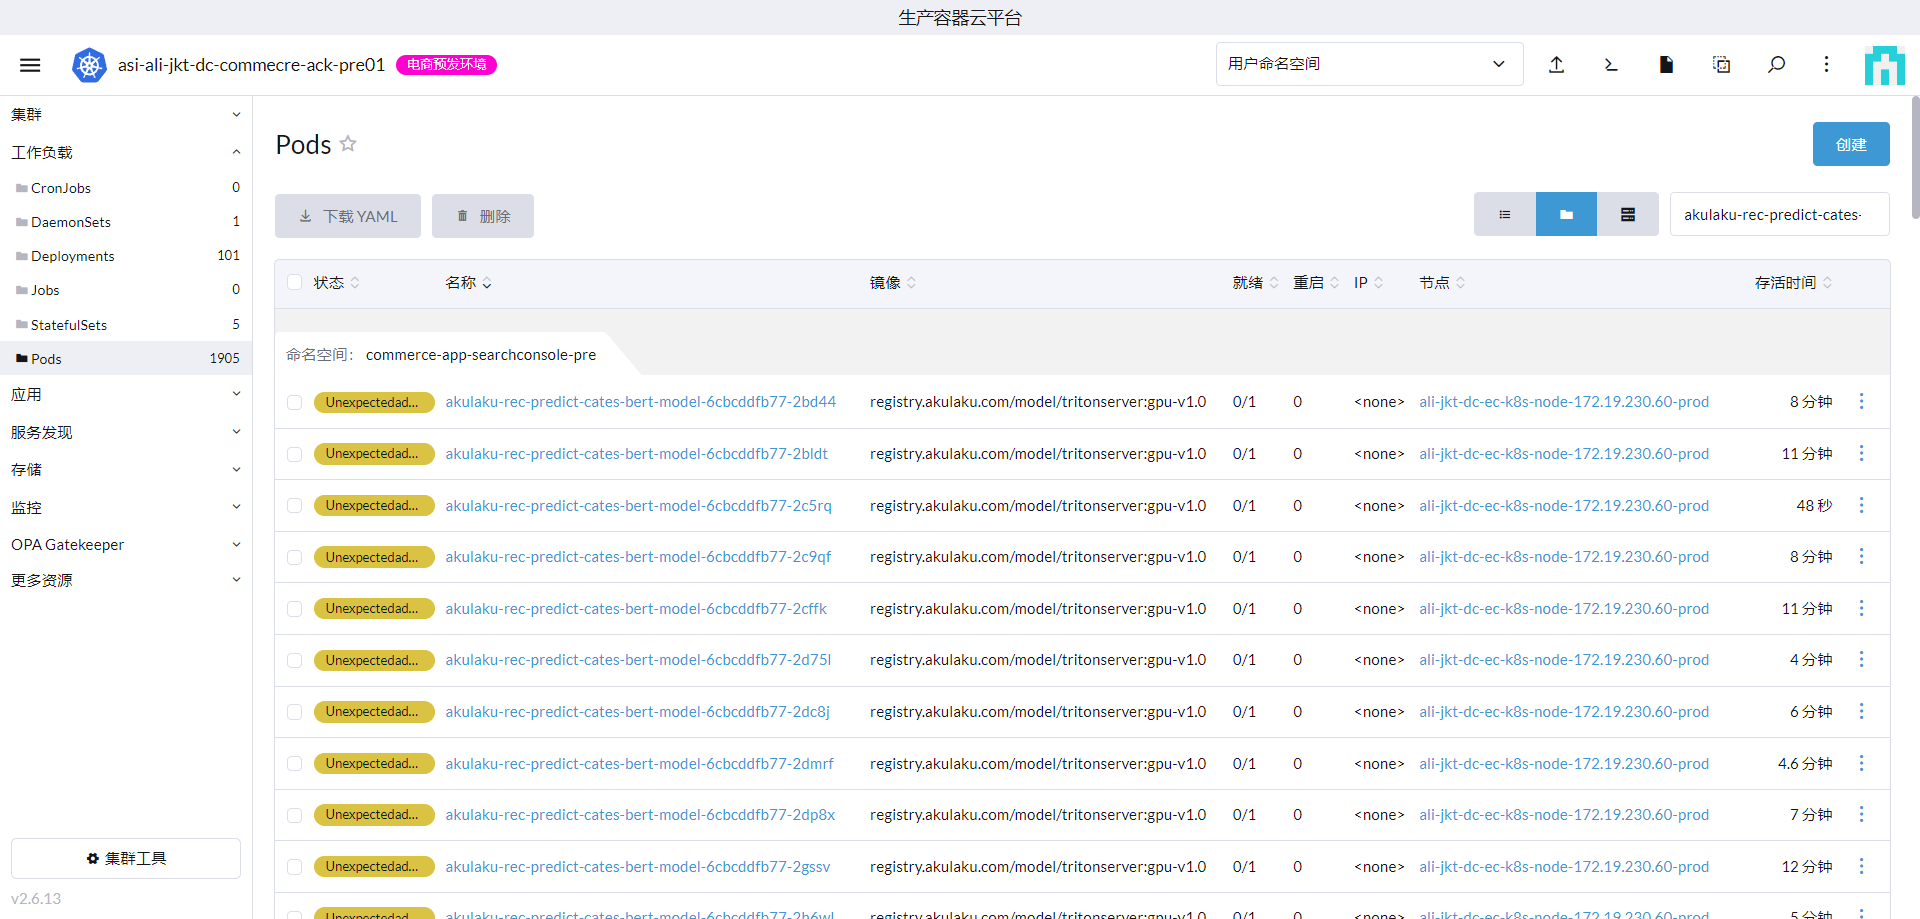 生产容器云平台
asi-ali-jkt-dc-commecre-ack-pre01 电商预发环境 用户命名空间
集群
工作负载
CronJobs 0
DaemonSets 1
Deployments 101
Jobs 0
StatefulSets 5
Pods 1905
应用
服务发现
存储
监控
OPA Gatekeeper
更多资源
集群工具
v2.6.13
Pods 创建
下载 YAML 删除 akulaku-rec-predict-cates-
状态 名称 镜像 就绪 重启 IP 节点 存活时间
命名空间: commerce-app-searchconsole-pre
Unexpectedad... akulaku-rec-predict-cates-bert-model-6cbcddfb77-2bd44 registry.akulaku.com/model/tritonserver:gpu-v1.0 0/1 0 <none> ali-jkt-dc-ec-k8s-node-172.19.230.60-prod 8 分钟
Unexpectedad... akulaku-rec-predict-cates-bert-model-6cbcddfb77-2bldt registry.akulaku.com/model/tritonserver:gpu-v1.0 0/1 0 <none> ali-jkt-dc-ec-k8s-node-172.19.230.60-prod 11 分钟
Unexpectedad... akulaku-rec-predict-cates-bert-model-6cbcddfb77-2c5rq registry.akulaku.com/model/tritonserver:gpu-v1.0 0/1 0 <none> ali-jkt-dc-ec-k8s-node-172.19.230.60-prod 48 秒
Unexpectedad... akulaku-rec-predict-cates-bert-model-6cbcddfb77-2c9qf registry.akulaku.com/model/tritonserver:gpu-v1.0 0/1 0 <none> ali-jkt-dc-ec-k8s-node-172.19.230.60-prod 8 分钟
Unexpectedad... akulaku-rec-predict-cates-bert-model-6cbcddfb77-2cffk registry.akulaku.com/model/tritonserver:gpu-v1.0 0/1 0 <none> ali-jkt-dc-ec-k8s-node-172.19.230.60-prod 11 分钟
Unexpectedad... akulaku-rec-predict-cates-bert-model-6cbcddfb77-2d75l registry.akulaku.com/model/tritonserver:gpu-v1.0 0/1 0 <none> ali-jkt-dc-ec-k8s-node-172.19.230.60-prod 4 分钟
Unexpectedad... akulaku-rec-predict-cates-bert-model-6cbcddfb77-2dc8j registry.akulaku.com/model/tritonserver:gpu-v1.0 0/1 0 <none> ali-jkt-dc-ec-k8s-node-172.19.230.60-prod 6 分钟
Unexpectedad... akulaku-rec-predict-cates-bert-model-6cbcddfb77-2dmrf registry.akulaku.com/model/tritonserver:gpu-v1.0 0/1 0 <none> ali-jkt-dc-ec-k8s-node-172.19.230.60-prod 4.6 分钟
Unexpectedad... akulaku-rec-predict-cates-bert-model-6cbcddfb77-2dp8x registry.akulaku.com/model/tritonserver:gpu-v1.0 0/1 0 <none> ali-jkt-dc-ec-k8s-node-172.19.230.60-prod 7 分钟
Unexpectedad... akulaku-rec-predict-cates-bert-model-6cbcddfb77-2gssv registry.akulaku.com/model/tritonserver:gpu-v1.0 0/1 0 <none> ali-jkt-dc-ec-k8s-node-172.19.230.60-prod 12 分钟
Unexpectedad... akulaku-rec-predict-cates-bert-model-6cbcddfb77-2h6wl registry.akulaku.com/model/tritonserver:gpu-v1.0 0/1 0 <none> ali-jkt-dc-ec-k8s-node-172.19.230.60-prod 5 分钟